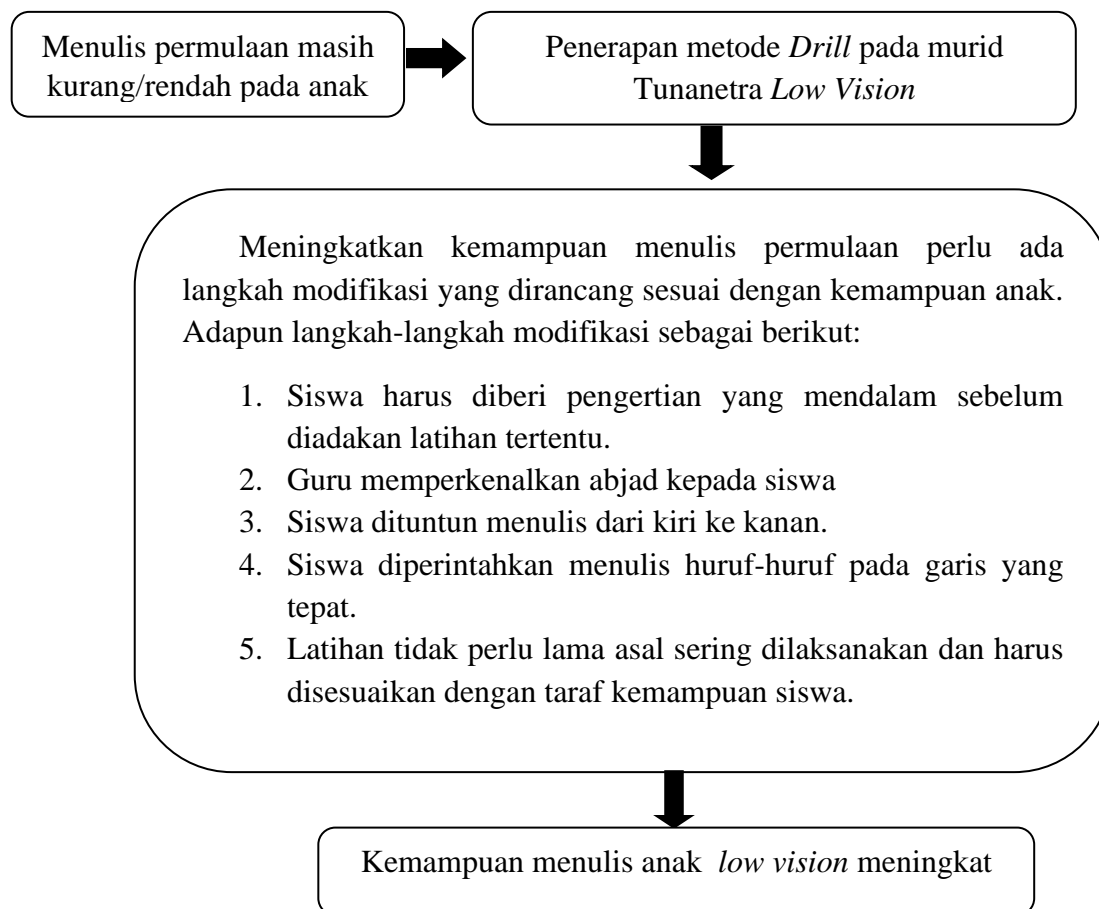 Menulis permulaan masih
kurang/rendah pada anak
Penerapan metode Drill pada murid
Tunanetra Low Vision
Meningkatkan kemampuan menulis permulaan perlu ada
langkah modifikasi yang dirancang sesuai dengan kemampuan anak.
Adapun langkah-langkah modifikasi sebagai berikut:
1. Siswa harus diberi pengertian yang mendalam sebelum
diadakan latihan tertentu.
2. Guru memperkenalkan abjad kepada siswa
3. Siswa dituntun menulis dari kiri ke kanan.
4. Siswa diperintahkan menulis huruf-huruf pada garis yang
tepat.
5. Latihan tidak perlu lama asal sering dilaksanakan dan harus
disesuaikan dengan taraf kemampuan siswa.
Kemampuan menulis anak low vision meningkat